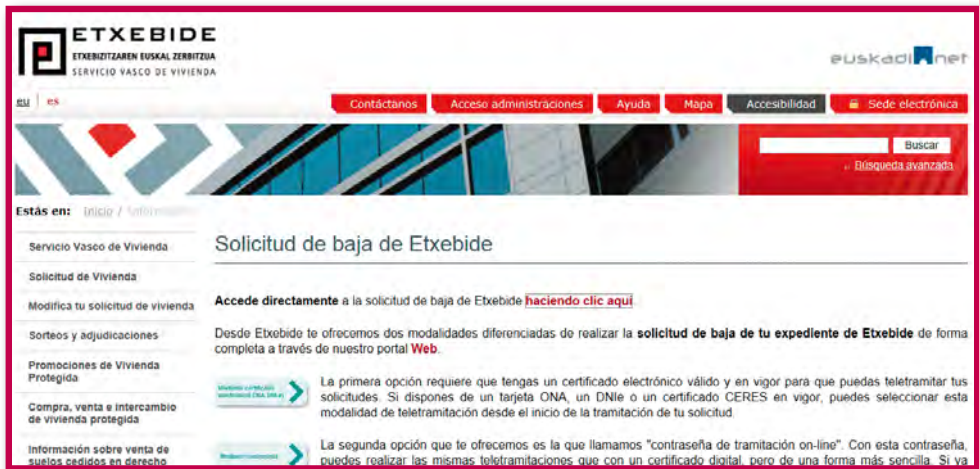 ETXEBIDE
ETXEBIZITZAREN EUSKAL ZERBITZUA
SERVICIO VASCO DE VIVIENDA
euskadi.net
eu | es
Contáctanos Acceso administraciones Ayuda Mapa Accesibilidad Sede electrónica
Buscar
Búsqueda avanzada
Estás en: Inicio /
Servicio Vasco de Vivienda
Solicitud de Vivienda
Modifica tu solicitud de vivienda
Sorteos y adjudicaciones
Promociones de Vivienda
Protegida
Compra, venta e intercambio
de vivienda protegida
Información sobre venta de
suelos cedidos en derecho
Solicitud de baja de Etxebide
Accede directamente a la solicitud de baja de Etxebide haciendo clic aquí.
Desde Etxebide te ofrecemos dos modalidades diferenciadas de realizar la solicitud de baja de tu expediente de Etxebide de forma
completa a través de nuestro portal Web.
La primera opción requiere que tengas un certificado electrónico válido y en vigor para que puedas teletramitar tus
solicitudes. Si dispones de un tarjeta ONA, un DNIe o un certificado CERES en vigor, puedes seleccionar esta
modalidad de teletramitación desde el inicio de la tramitación de tu solicitud.
La segunda opción que te ofrecemos es la que llamamos "contraseña de tramitación on-line". Con esta contraseña,
puedes realizar las mismas teletramitaciones que con un certificado digital, pero de una forma más sencilla. Si ya